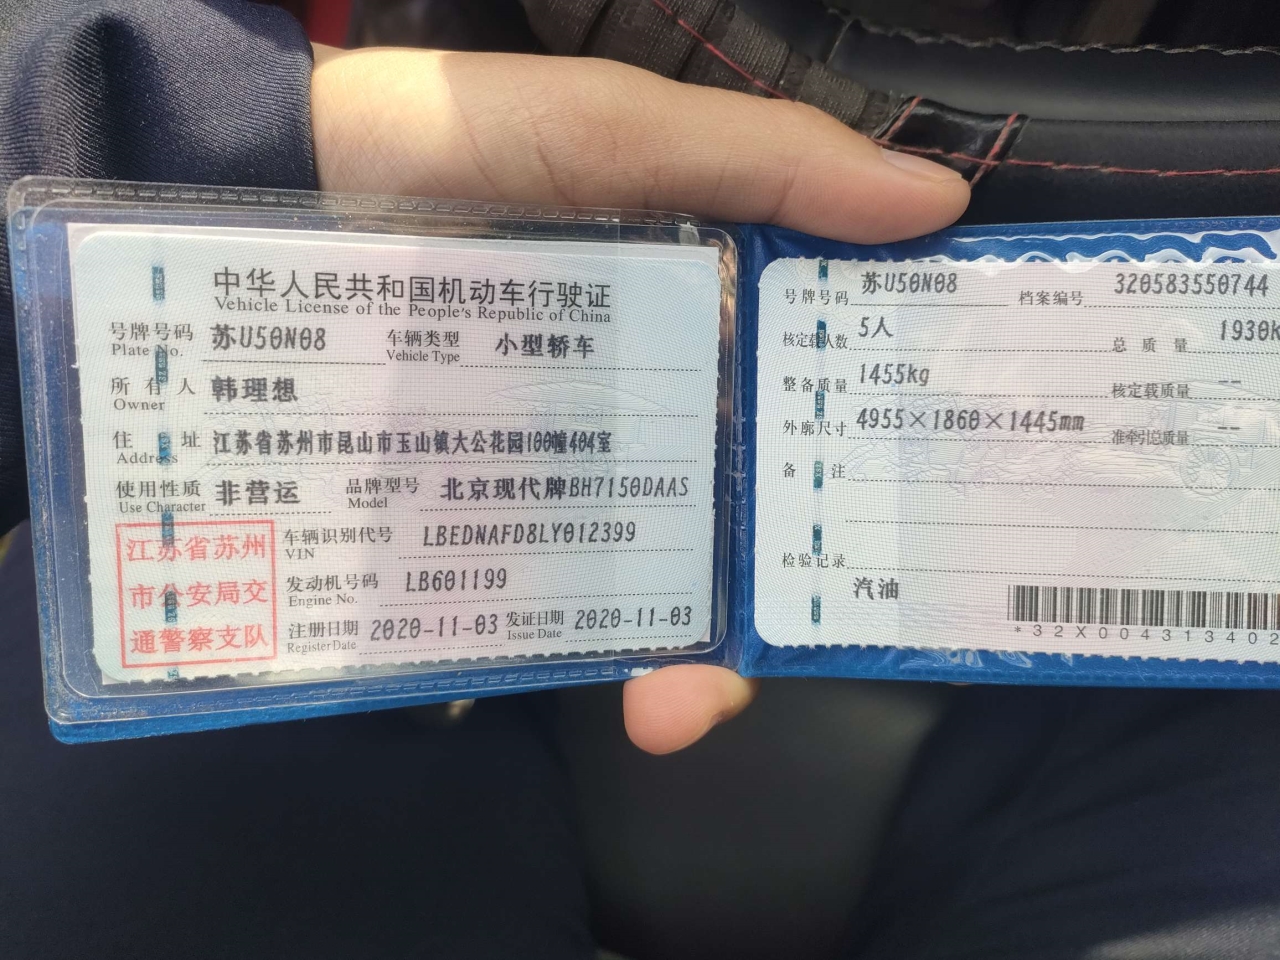 中华人民共和国机动车行驶证
Vehicle License of the People's Republic of China
号牌号码 苏U50N08 车辆类型 小型轿车
Plate No. Vehicle Type
所有人 韩理想
Owner
住址 江苏省苏州市昆山市玉山镇大公花园100幢404室
Address
使用性质 非营运 品牌型号 北京现代牌BH7150DAAS
Use Character Model
江苏省苏州
市公安局交
通警察支队
车辆识别代号 LBEDNAFD8LY012399
VIN
发动机号码 LB601199
Engine No.
注册日期 2020-11-03 发证日期 2020-11-03
Register Date Issue Date
号牌号码 苏U50N08 档案编号 320583550744
核定载人数 5人 总质量 1930K
整备质量 1455kg 核定载质量 --
外廓尺寸 4955×1860×1445mm 准牵引总质量 --
备注
检验记录
汽油
*32X004313402